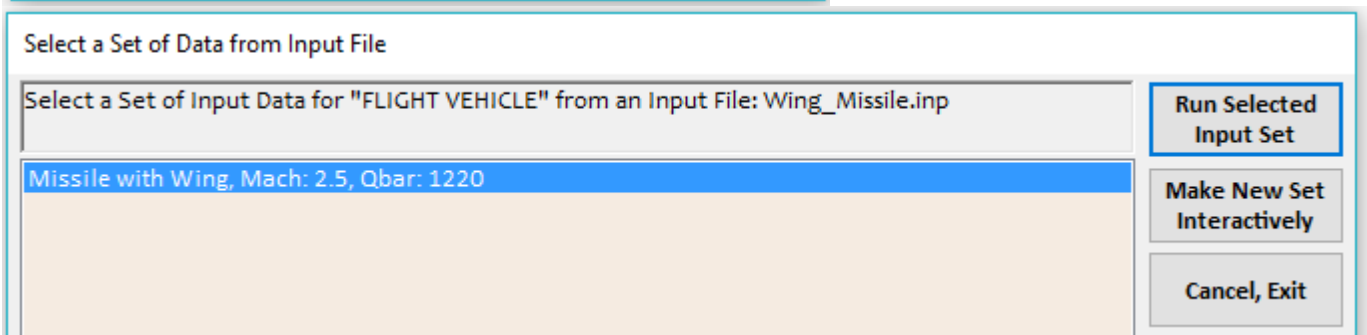 Select a Set of Data from Input File
Select a Set of Input Data for "FLIGHT VEHICLE" from an Input File: Wing_Missile.inp
Run Selected
Input Set
Missile with Wing, Mach: 2.5, Qbar: 1220
Make New Set
Interactively
Cancel, Exit